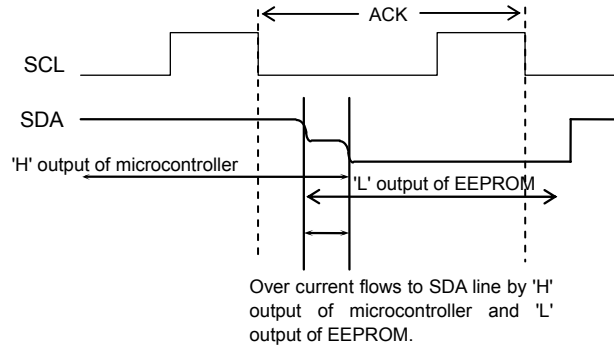 ACK
SCL
SDA
'H' output of microcontroller
'L' output of EEPROM
Over current flows to SDA line by 'H'
output of microcontroller and 'L'
output of EEPROM.